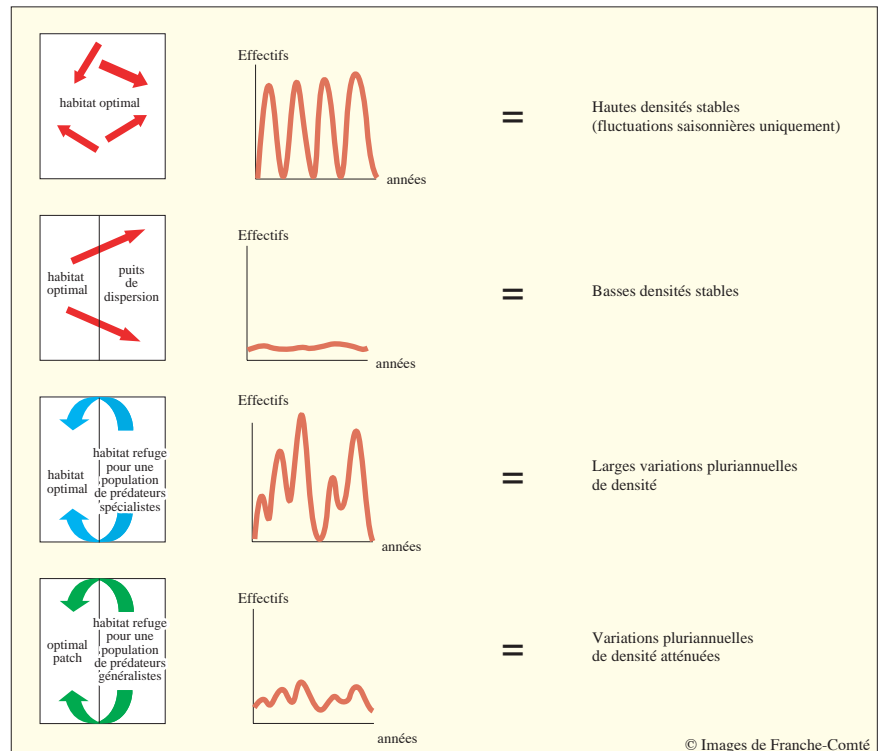 habitat optimal
Effectifs
années
=
Hautes densités stables
(fluctuations saisonnières uniquement)
habitat
optimal
puits
de
dispersion
Effectifs
années
=
Basses densités stables
habitat
optimal
habitat refuge
pour une
population
de prédateurs
spécialistes
Effectifs
années
=
Larges variations pluriannuelles
de densité
optimal
patch
habitat refuge
pour une
population
de prédateurs
généralistes
Effectifs
années
=
Variations pluriannuelles
de densité atténuées
© Images de Franche-Comté